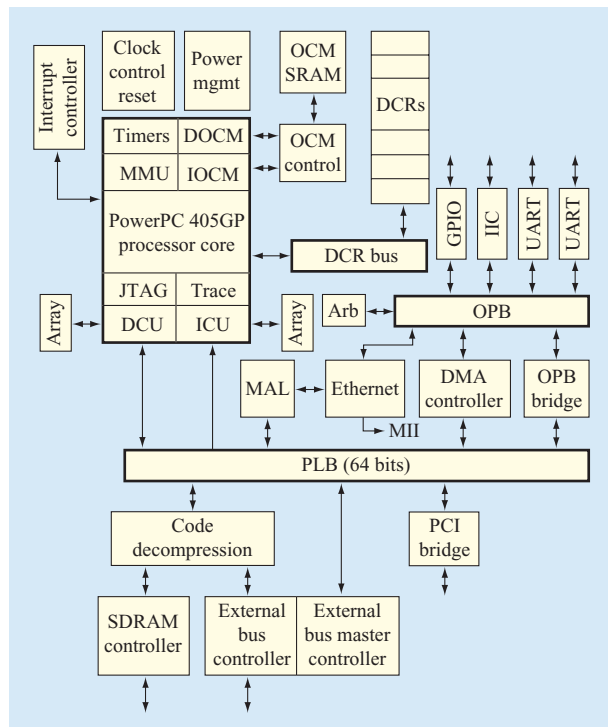 Interrupt
controller
Clock
control
reset
Power
mgmt
OCM
SRAM
DCRs
Timers
DOCM
MMU
IOCM
OCM
control
PowerPC 405GP
processor core
DCR bus
GPIO
IIC
UART
UART
JTAG
Trace
DCU
ICU
Array
Array
Arb
OPB
MAL
Ethernet
DMA
controller
OPB
bridge
MII
PLB (64 bits)
Code
decompression
PCI
bridge
SDRAM
controller
External
bus
controller
External
bus master
controller